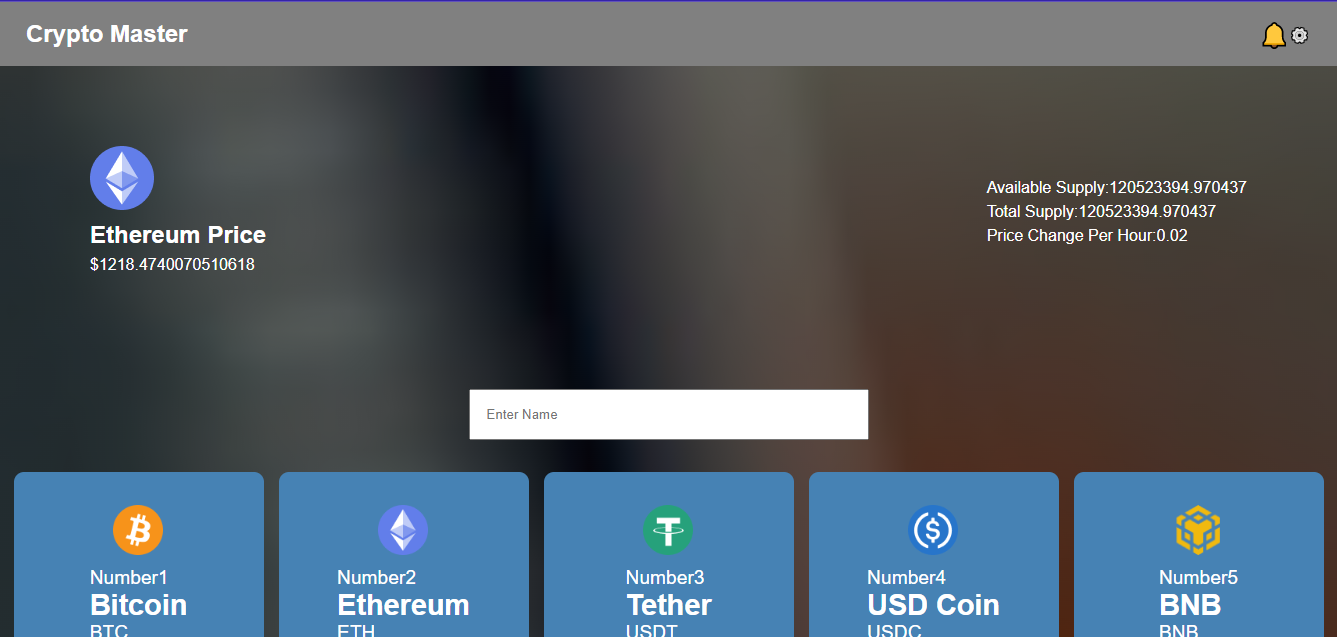 Crypto Master
Ethereum Price
$1218.4740070510618
Available Supply:120523394.970437
Total Supply:120523394.970437
Price Change Per Hour:0.02
Enter Name
Number1
Bitcoin
BTC
Number2
Ethereum
ETH
Number3
Tether
USDT
Number4
USD Coin
USDC
Number5
BNB
BNB